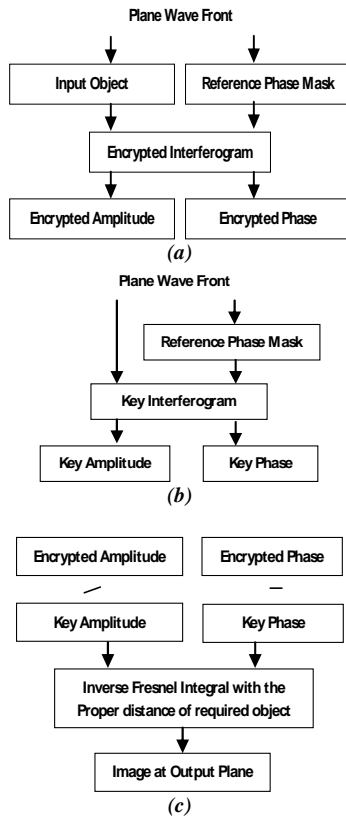 Plane Wave Front
Input Object Reference Phase Mask
Encrypted Interferogram
Encrypted Amplitude Encrypted Phase
(a)
Plane Wave Front
Reference Phase Mask
Key Interferogram
Key Amplitude Key Phase
(b)
Encrypted Amplitude Encrypted Phase
Key Amplitude Key Phase
Inverse Fresnel Integral with the
Proper distance of required object
Image at Output Plane
(c)